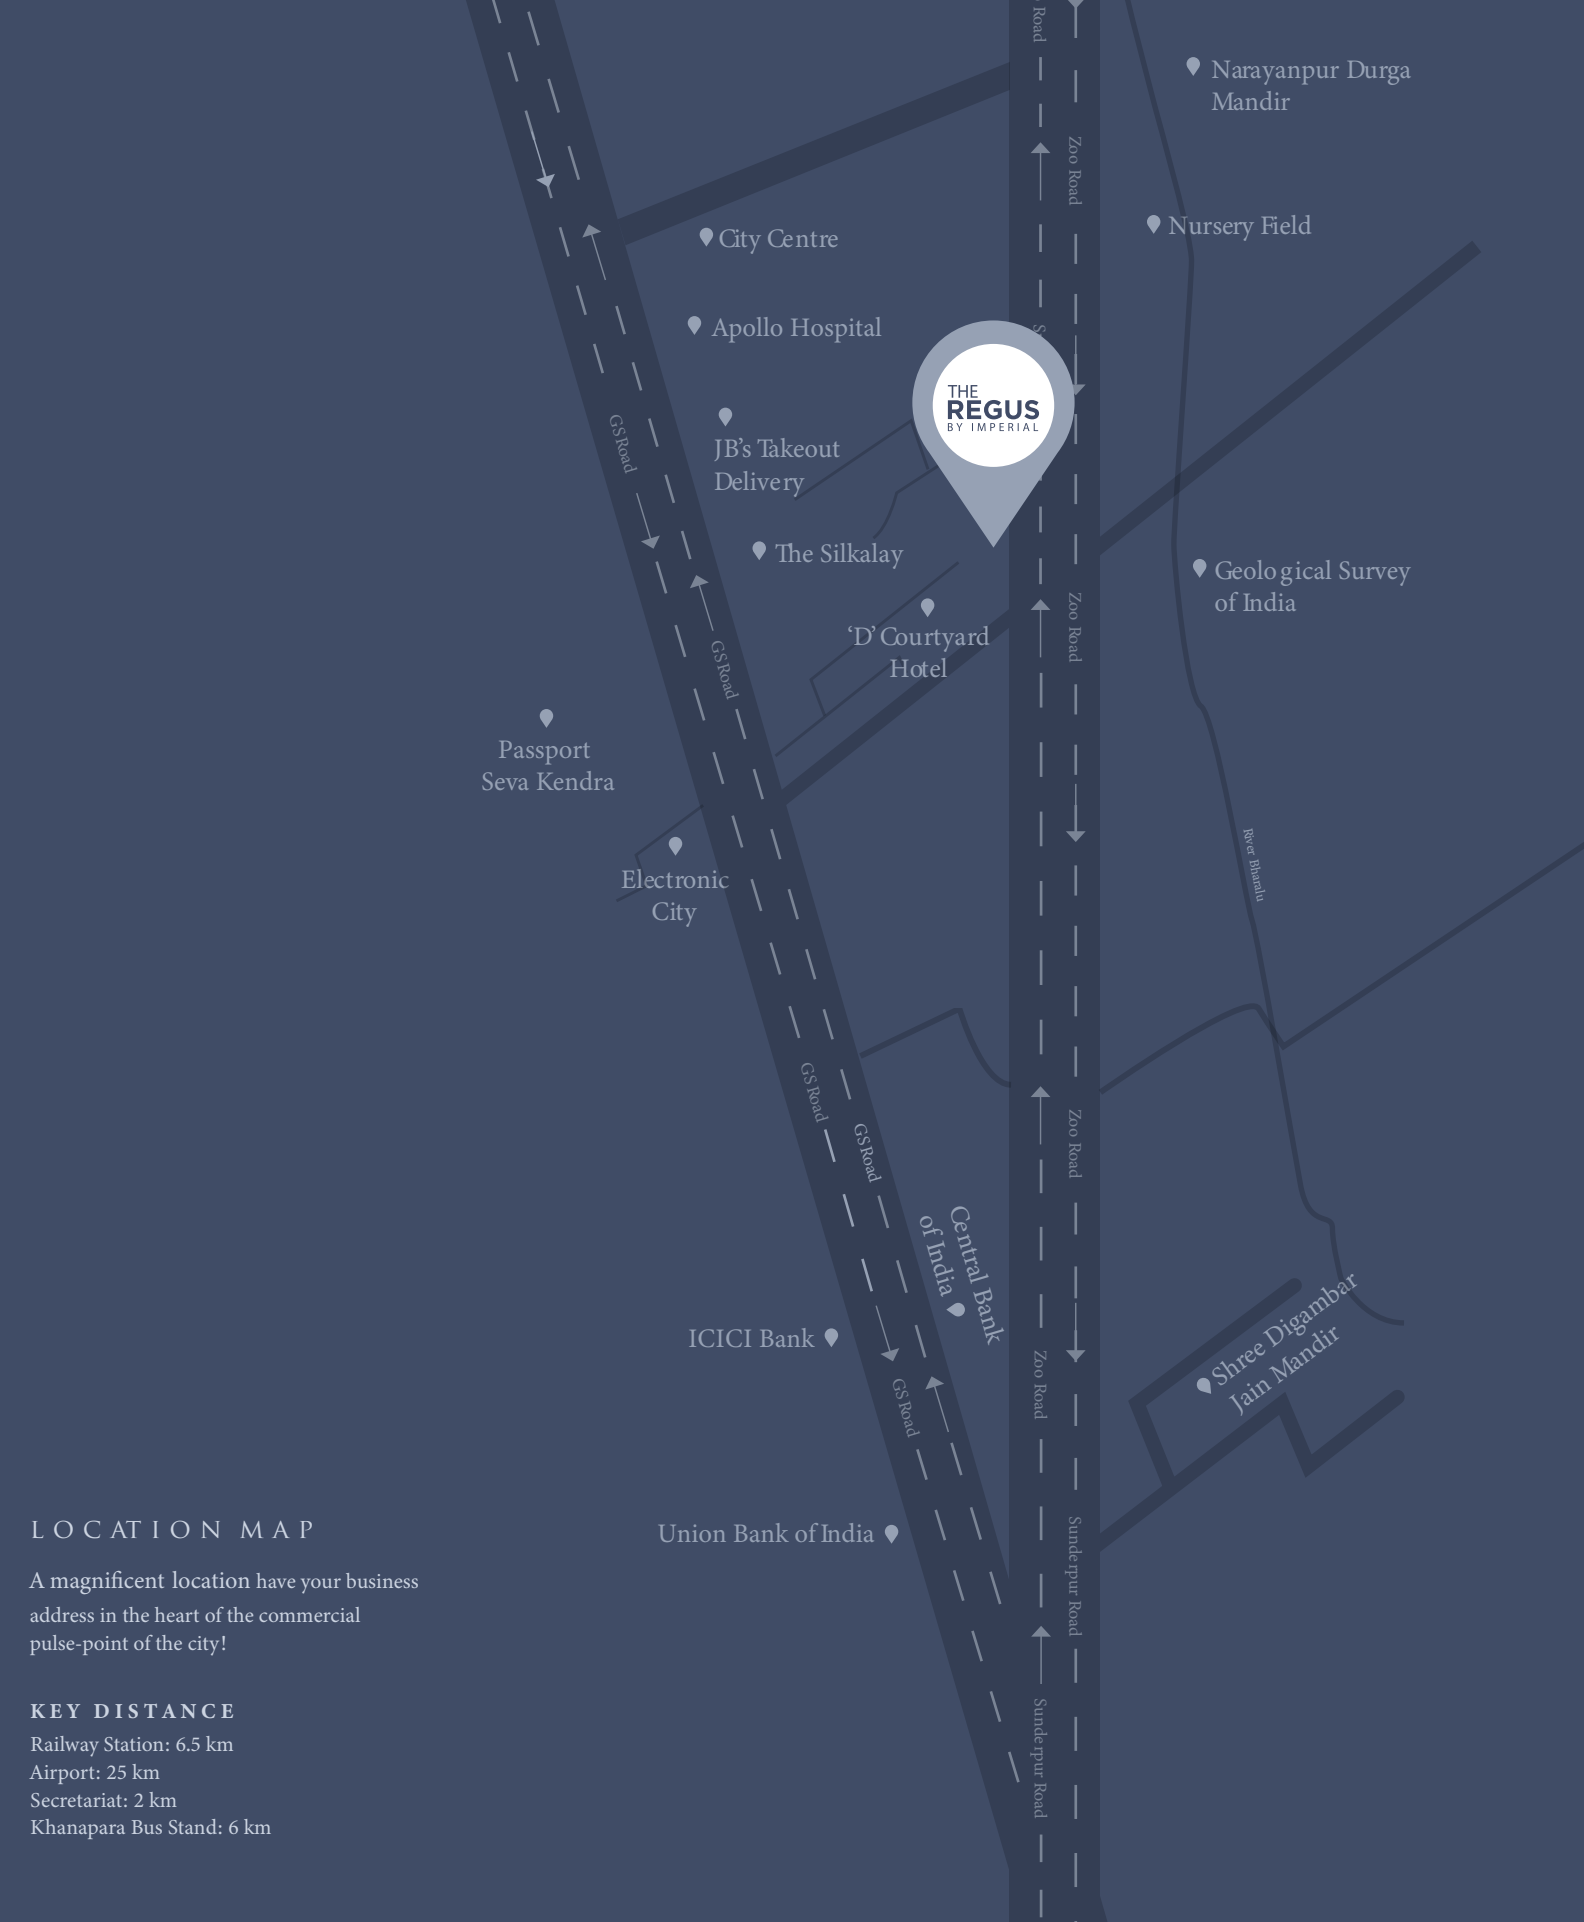 Road
Narayanpur Durga
Mandir
Zoo Road
Nursery Field
City Centre
Apollo Hospital
THE
REGUS
BY IMPERIAL
GS Road
JB's Takeout
Delivery
The Silkalay
Geological Survey
of India
Zoo Road
'D' Courtyard
Hotel
GS Road
Passport
Seva Kendra
River Bharalu
Electronic
City
GS Road
GS Road
Zoo Road
Central Bank
of India
ICICI Bank
Shree Digambar
Jain Mandir
GS Road
Zoo Road
Union Bank of India
Sunderpur Road
Sunderpur Road
LOCATION MAP
A magnificent location have your business
address in the heart of the commercial
pulse-point of the city!
KEY DISTANCE
Railway Station: 6.5 km
Airport: 25 km
Secretariat: 2 km
Khanapara Bus Stand: 6 km